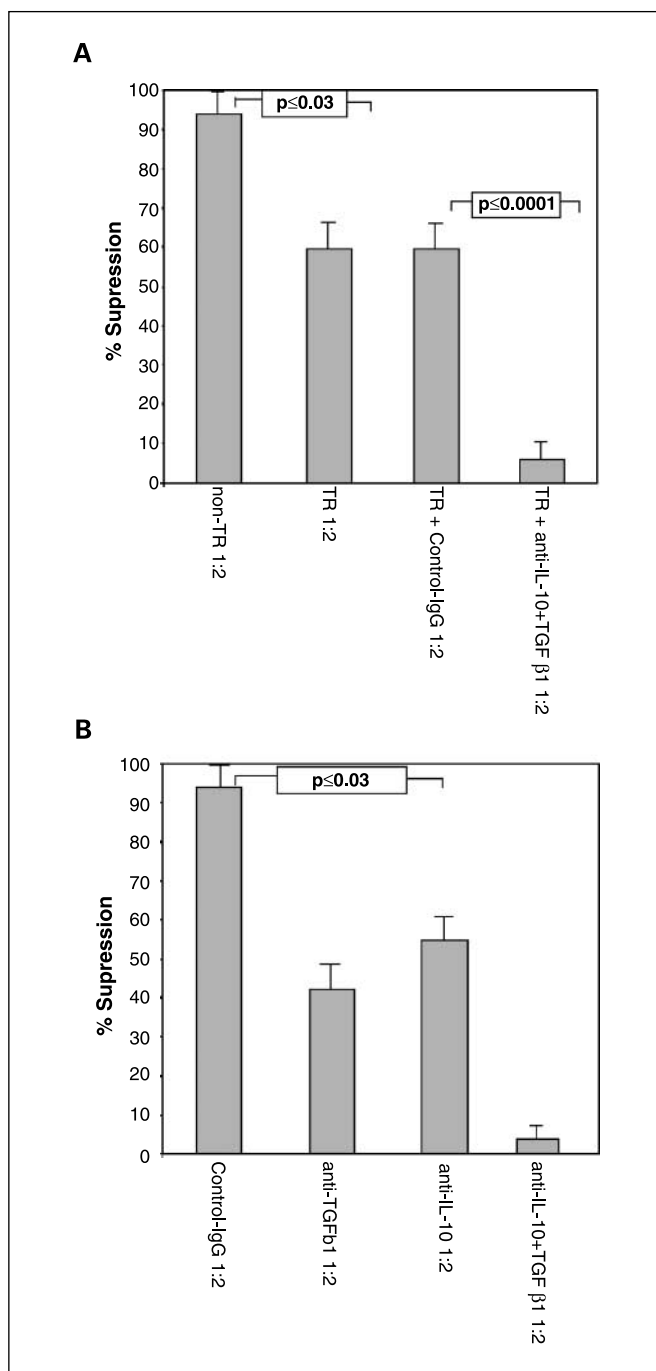 A
100
90
80
70
60
50
40
30
20
10
0
% Supression
p≤0.03
p≤0.0001
non-TR 1:2
TR 1:2
TR + Control-IgG 1:2
TR + anti-IL-10+TGF β1 1:2
B
100
90
80
70
60
50
40
30
20
10
0
% Supression
p≤0.03
Control-IgG 1:2
anti-TGFb1 1:2
anti-IL-10 1:2
anti-IL-10+TGF β1 1:2